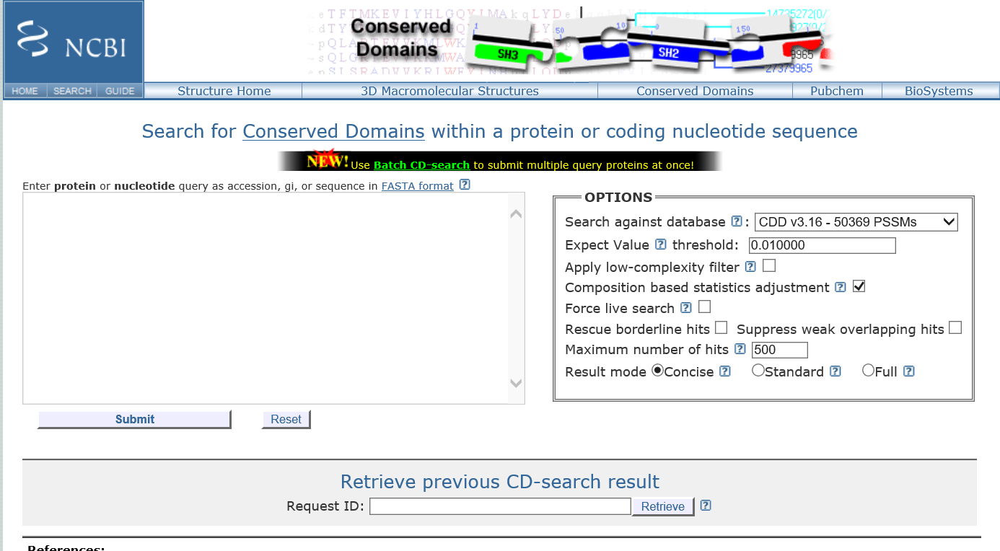 NCBI
Conserved
Domains
1
SH3
50
SH2
150
27379965
HOME SEARCH GUIDE
Structure Home 3D Macromolecular Structures Conserved Domains Pubchem BioSystems
Search for Conserved Domains within a protein or coding nucleotide sequence
NEW! Use Batch CD-search to submit multiple query proteins at once!
Enter protein or nucleotide query as accession, gi, or sequence in FASTA format ?
OPTIONS
Search against database ? : CDD v3.16 - 50369 PSSMs
Expect Value ? threshold: 0.010000
Apply low-complexity filter ?
Composition based statistics adjustment ?
Force live search ?
Rescue borderline hits Suppress weak overlapping hits
Maximum number of hits ? 500
Result mode Concise ? Standard ? Full ?
Submit Reset
Retrieve previous CD-search result
Request ID: Retrieve ?
References: